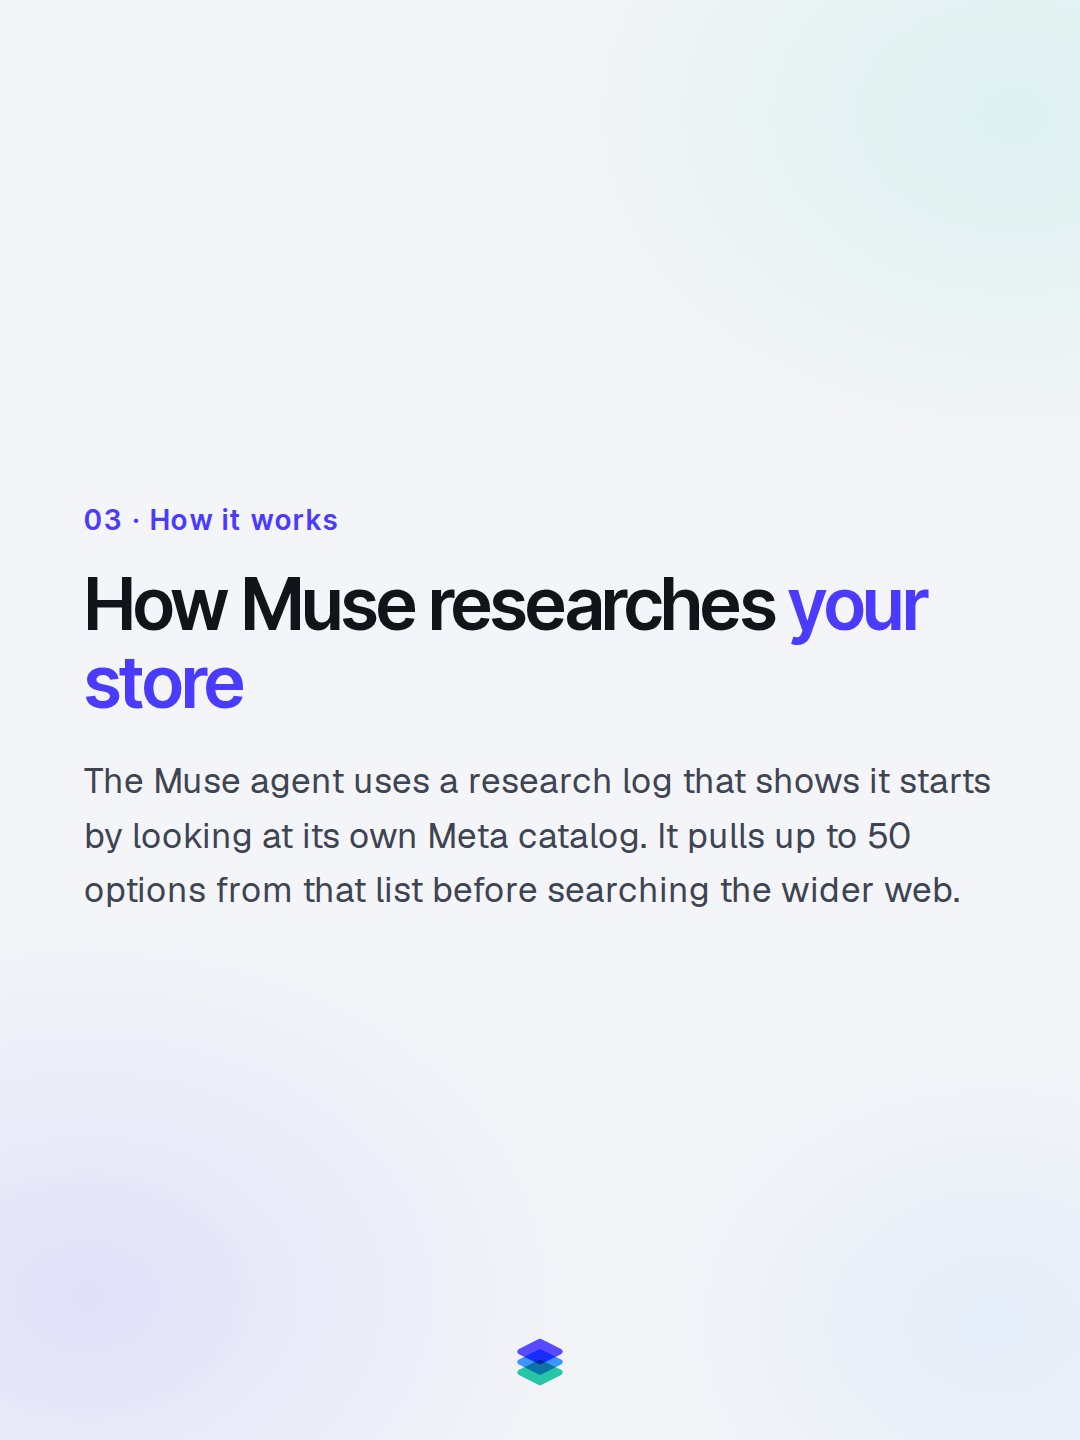 03 · How it works
How Muse researches your
store
The Muse agent uses a research log that shows it starts
by looking at its own Meta catalog. It pulls up to 50
options from that list before searching the wider web.